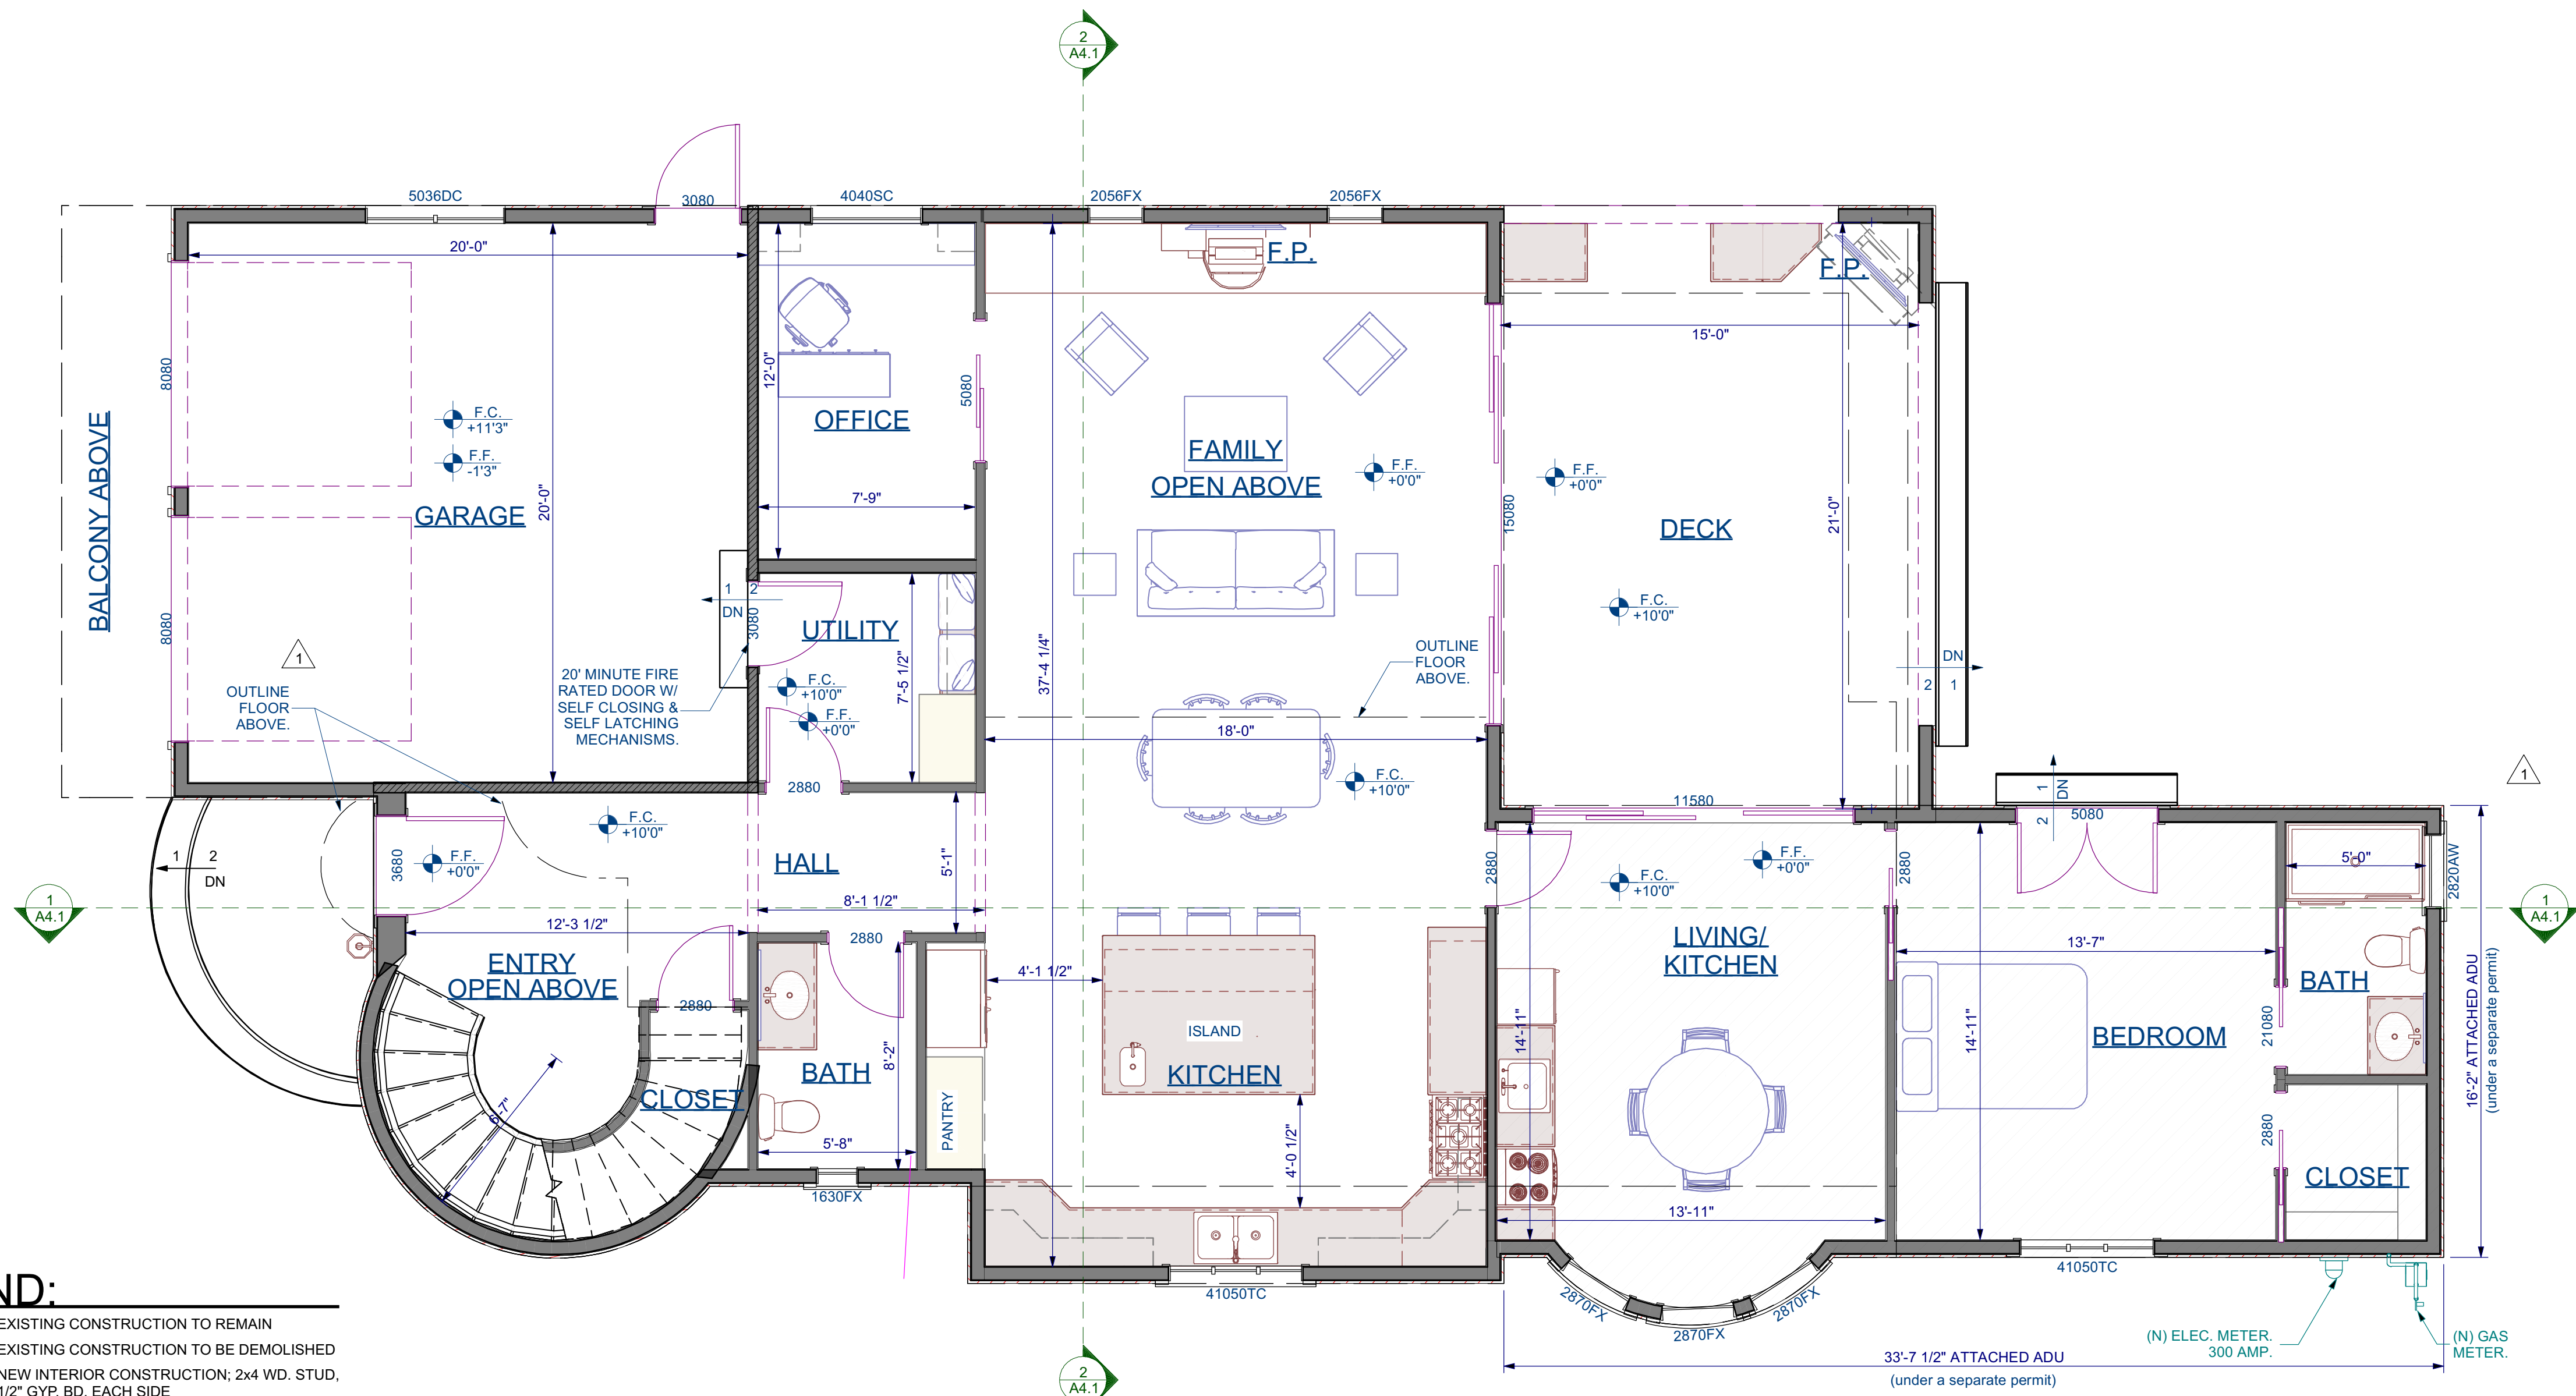 2
A4.1
5036DC
3080
4040SC
2056FX
2056FX
20'-0"
F.P.
F.P.
15'-0"
12'-0"
8080
5080
OFFICE
F.C.
+11'3"
F.F.
-1'3"
BALCONY ABOVE
GARAGE
20'-0"
7'-9"
FAMILY
OPEN ABOVE
F.F.
+0'0"
F.F.
+0'0"
15080
DECK
21'-0"
F.C.
+10'0"
1
2
DN
3080
UTILITY
8080
1
37'-4 1/4"
OUTLINE
FLOOR
ABOVE.
DN
2
1
OUTLINE
FLOOR
ABOVE.
20' MINUTE FIRE
RATED DOOR W/
SELF CLOSING &
SELF LATCHING
MECHANISMS.
F.C.
+10'0"
F.F.
+0'0"
7'-5 1/2"
18'-0"
F.C.
+10'0"
2880
11580
1
DN
2
5080
1
F.C.
+10'0"
1
2
DN
3680
F.F.
+0'0"
HALL
5'-1"
2880
F.C.
+10'0"
F.F.
+0'0"
2880
5'-0"
2820AW
1
A4.1
8'-1 1/2"
1
A4.1
12'-3 1/2"
2880
ENTRY
OPEN ABOVE
4'-1 1/2"
LIVING/
KITCHEN
13'-7"
BATH
2880
ISLAND
KITCHEN
14'-11"
14'-11"
BEDROOM
21080
16'-2" ATTACHED ADU
(under a separate permit)
8'-2"
BATH
CLOSET
6'-7"
PANTRY
5'-8"
4'-0 1/2"
2880
CLOSET
13'-11"
1630FX
41050TC
2870FX
2870FX
2870FX
41050TC
(N) ELEC. METER.
300 AMP.
(N) GAS
METER.
33'-7 1/2" ATTACHED ADU
(under a separate permit)
2
A4.1
ND:
EXISTING CONSTRUCTION TO REMAIN
EXISTING CONSTRUCTION TO BE DEMOLISHED
NEW INTERIOR CONSTRUCTION; 2x4 WD. STUD,
1/2" GYP. BD. EACH SIDE